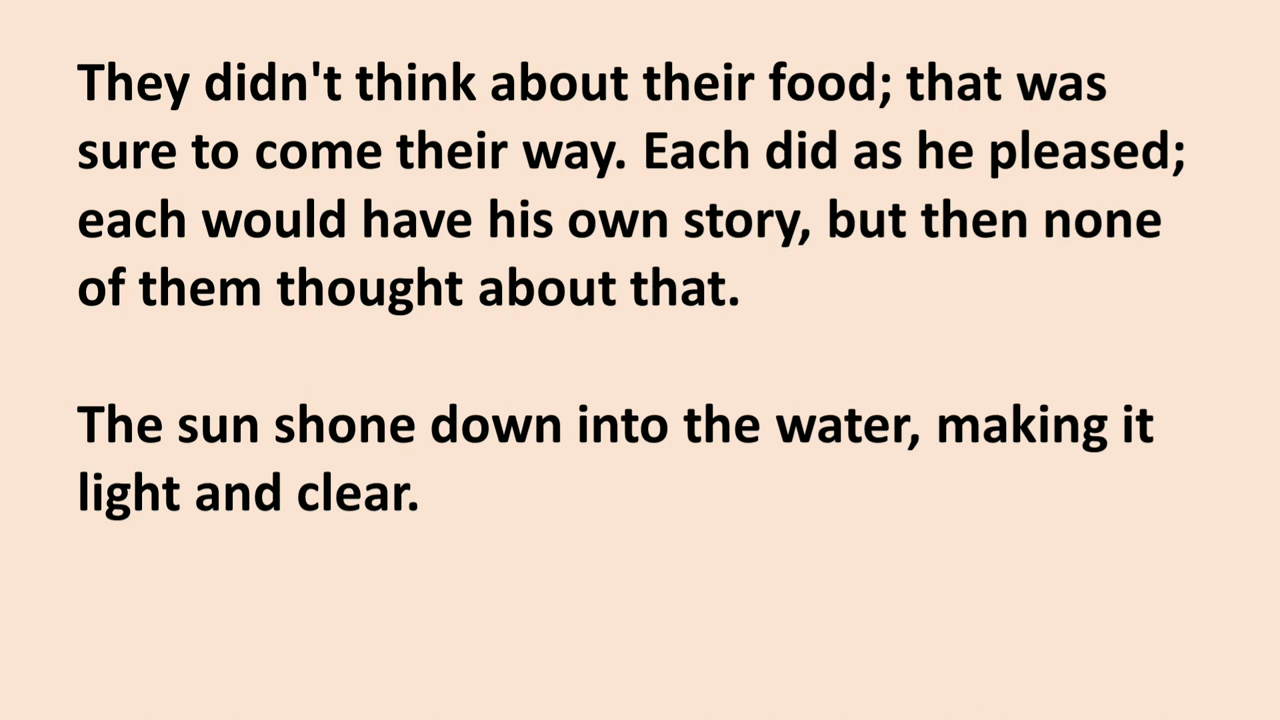 They didn't think about their food; that was
sure to come their way. Each did as he pleased;
each would have his own story, but then none
of them thought about that.
The sun shone down into the water, making it
light and clear.